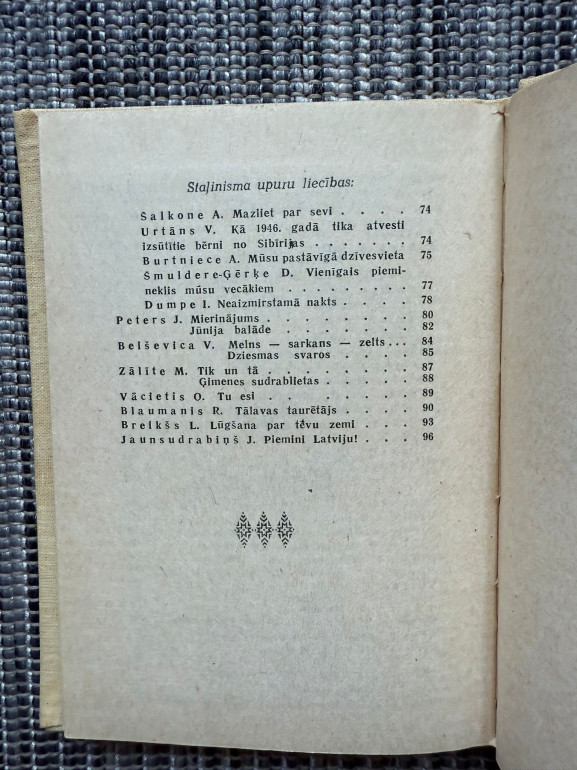 Staļinisma upuru liecības:
Salkone A. Mazliet par sevi . . . . 74
Urtāns V. Kā 1946. gadā tika atvesti
izsūtītie bērni no Sibīrijas . . . . . . . 74
Burtniece A. Mūsu pastāvīgā dzīvesvieta 75
Šmuldere-Ģērķe D. Vienīgais piemi-
neklis mūsu vecākiem . . . . . . . . . 77
Dumpe I. Neaizmirstamā nakts . . . . 78
Peters J. Mierinājums . . . . . . . . . 80
Jūnija balāde . . . . . . . 82
Belševica V. Melns — sarkans — zelts . . . 84
Dziesmas svaros . . . . 85
Zālīte M. Tik un tā . . . . . . . . . 87
Ģimenes sudrablietas . . . . . 88
Vācietis O. Tu esi . . . . . . . . . 89
Blaumanis R. Tālavas taurētājs . . . . 90
Breikšs L. Lūgšana par tēvu zemi . . . . 93
Jaunsudrabiņš J. Piemini Latviju! . . . 96